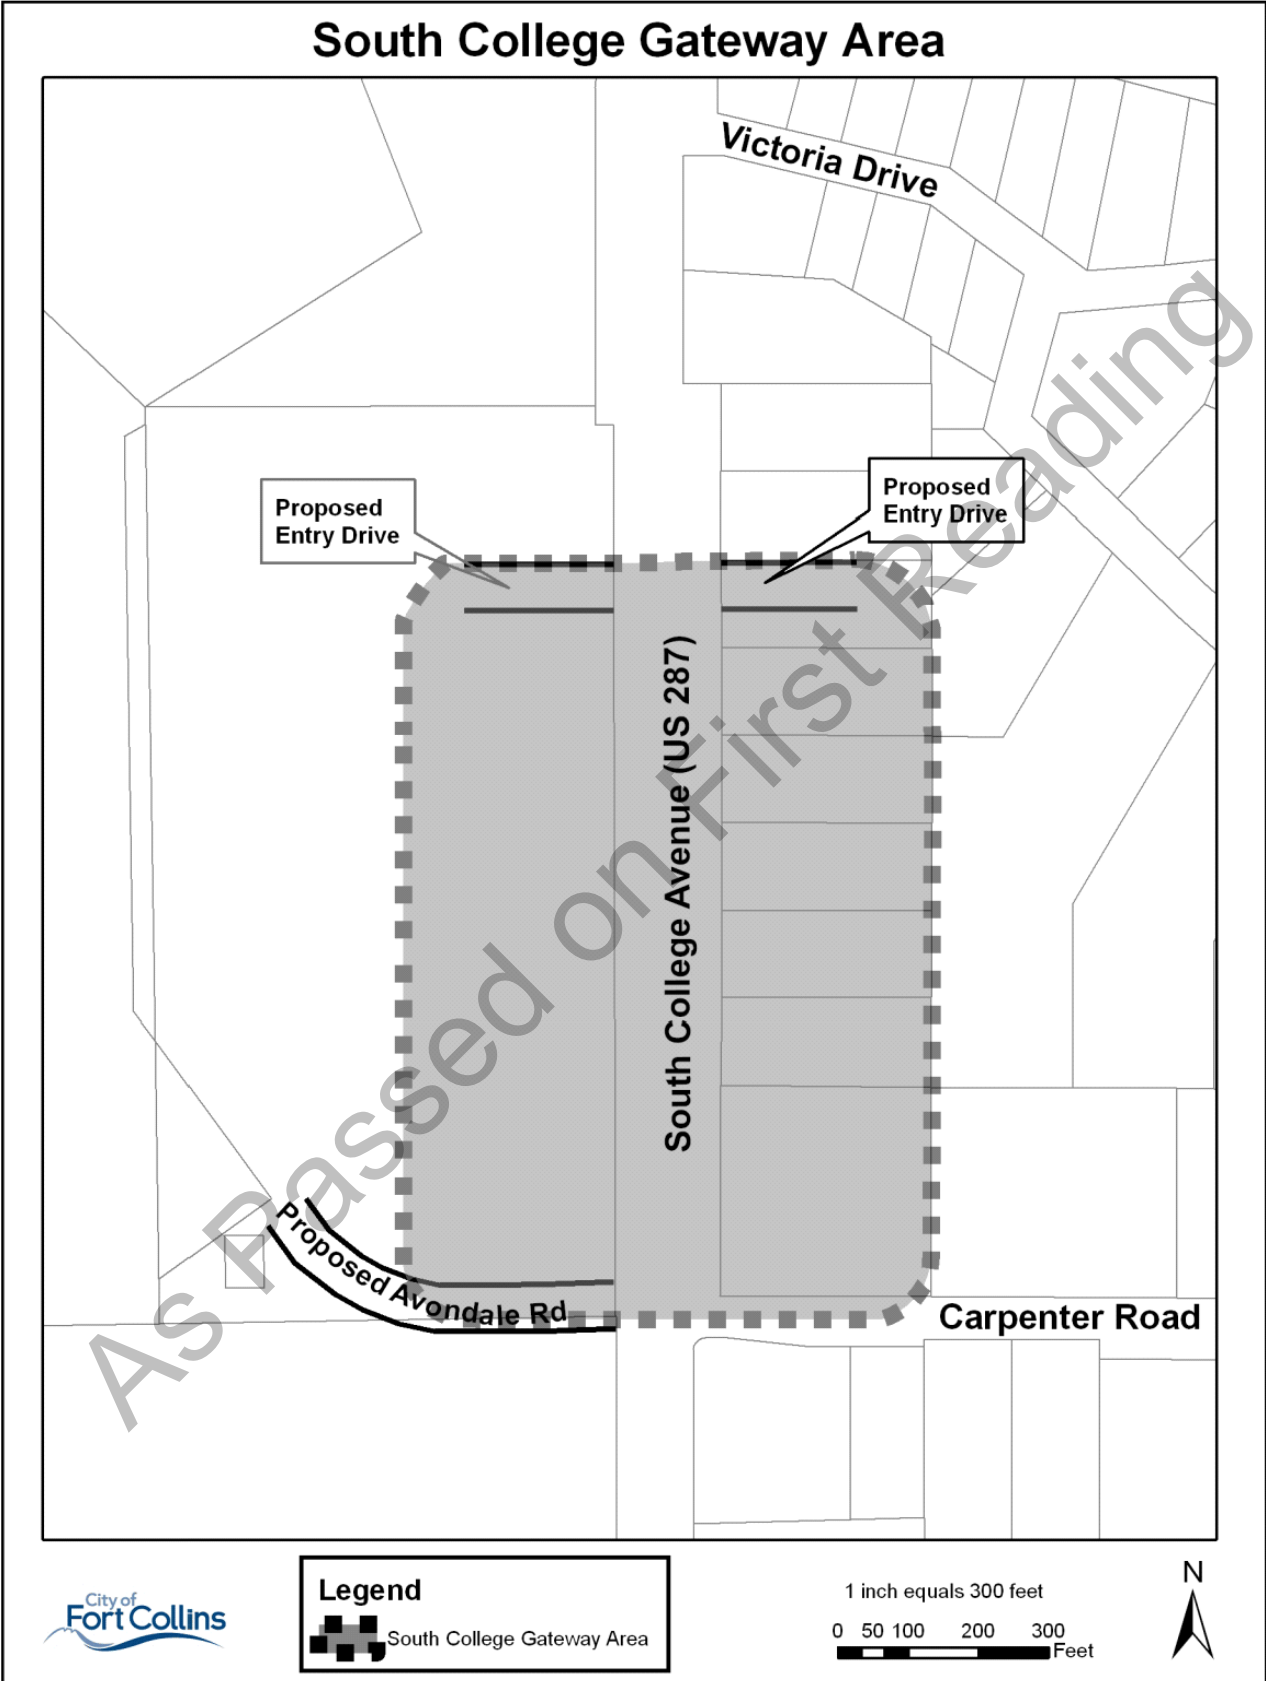 South College Gateway Area
Victoria Drive
Proposed
Entry Drive
Proposed
Entry Drive
South College Avenue (US 287)
As Passed on First Reading
Proposed Avondale Rd
Carpenter Road
City of
Fort Collins
Legend
South College Gateway Area
1 inch equals 300 feet
0 50 100 200 300
Feet
N